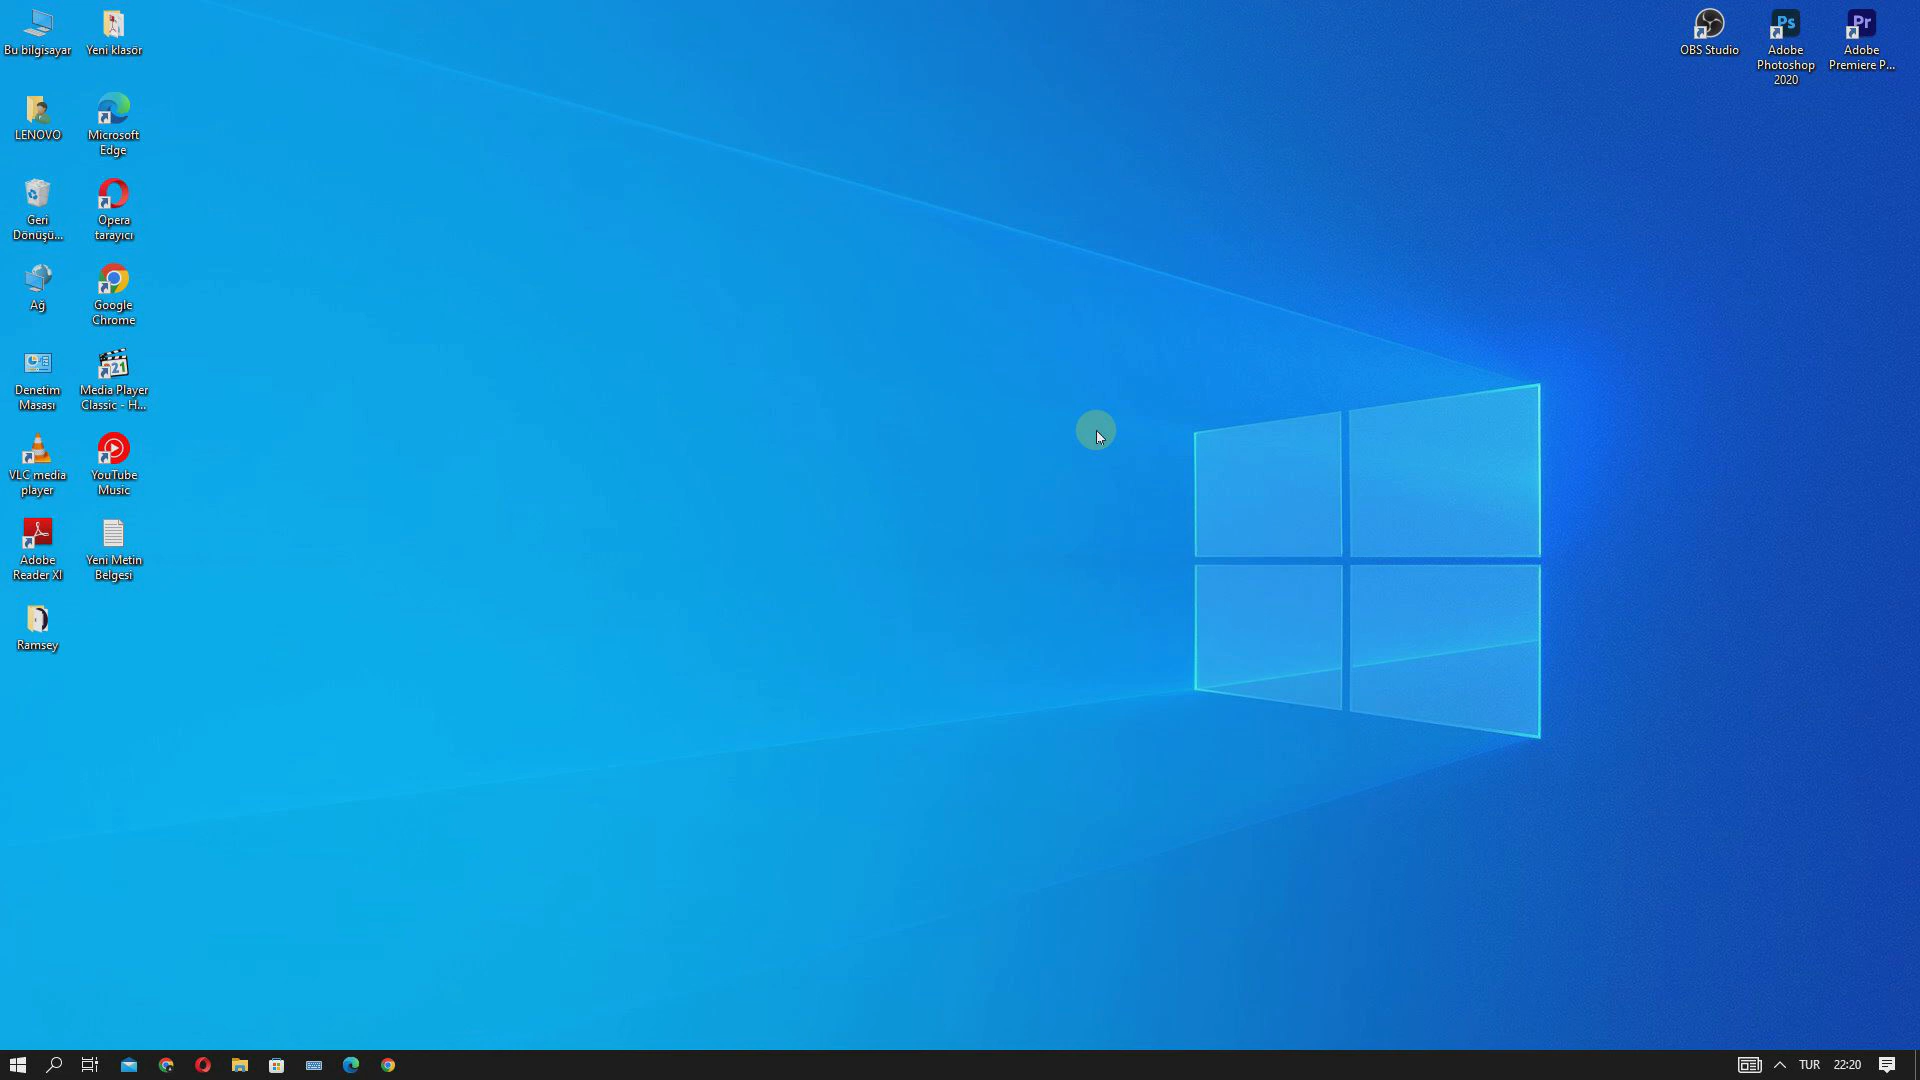 Bu bilgisayar
Yeni klasör
LENOVO
Microsoft
Edge
Geri
Dönüşü...
Opera
tarayıcı
Ağ
Google
Chrome
Denetim
Masası
Media Player
Classic - H...
VLC media
player
YouTube
Music
Adobe
Reader XI
Yeni Metin
Belgesi
Ramsey
OBS Studio
Adobe
Photoshop
2020
Adobe
Premiere P...
Ps
Pr
321
TUR
22:20